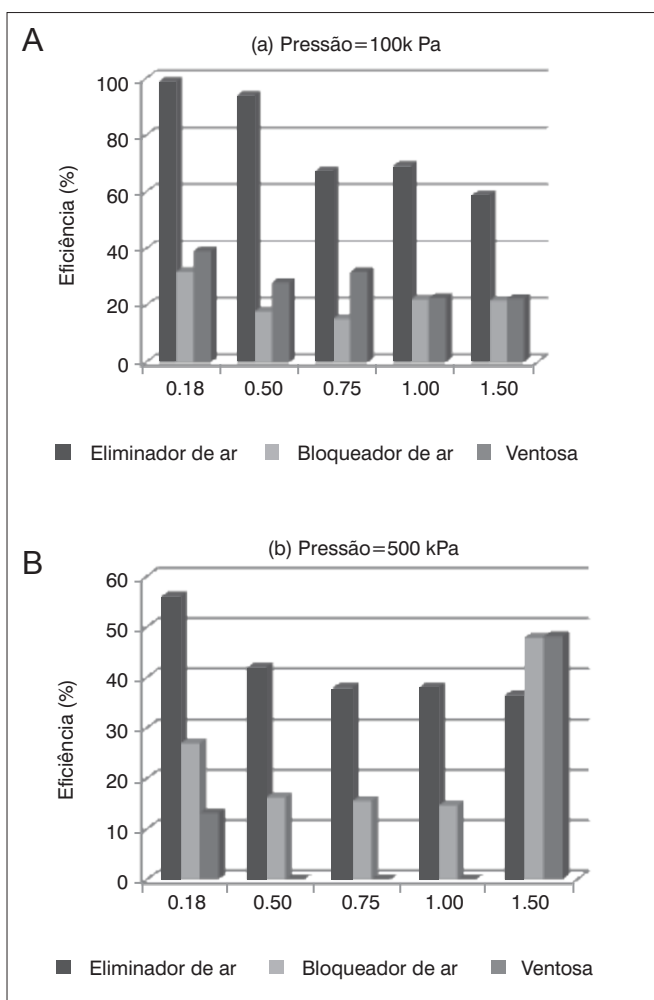 A
(a) Pressão=100k Pa
Eficiência (%)
100
80
60
40
20
0
0.18 0.50 0.75 1.00 1.50
Eliminador de ar Bloqueador de ar Ventosa
B
(b) Pressão=500 kPa
Eficiência (%)
60
50
40
30
20
10
0
0.18 0.50 0.75 1.00 1.50
Eliminador de ar Bloqueador de ar Ventosa